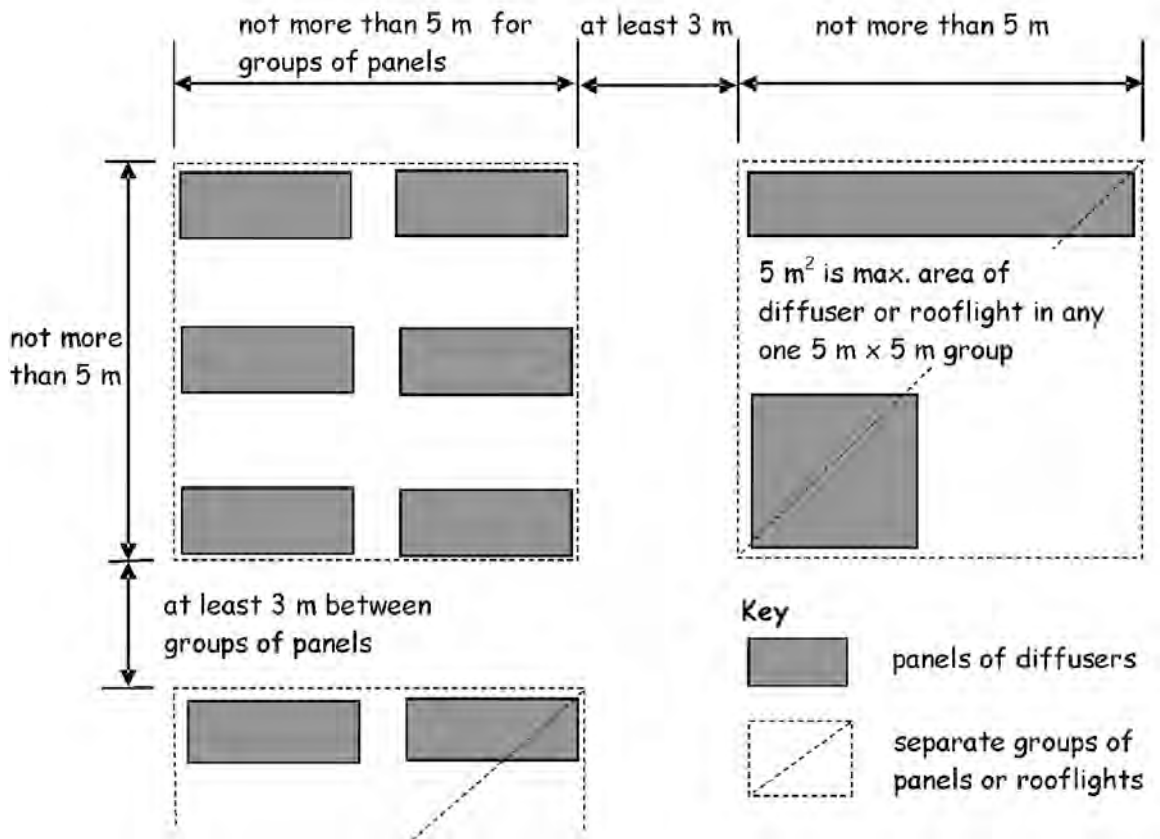 not more than 5 m for
groups of panels
at least 3 m
not more than 5 m
not more
than 5 m
5 m² is max. area of
diffuser or rooflight in any
one 5 m x 5 m group
at least 3 m between
groups of panels
Key
panels of diffusers
separate groups of
panels or rooflights